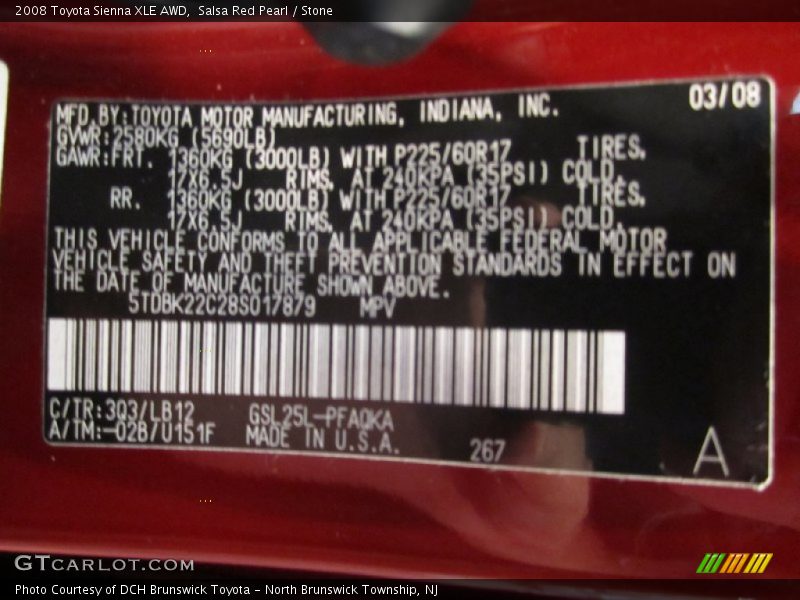 2008 Toyota Sienna XLE AWD,  Salsa Red Pearl / Stone
03/08
MFD.BY:TOYOTA MOTOR MANUFACTURING, INDIANA, INC.
GVWR:2580KG (5690LB)
GAWR:FRT. 1360KG (3000LB) WITH P225/60R17 TIRES,
17X6.5J RIMS, AT 240KPA (35PSI) COLD.
RR. 1360KG (3000LB) WITH P225/60R17 TIRES,
17X6.5J RIMS, AT 240KPA (35PSI) COLD.
THIS VEHICLE CONFORMS TO ALL APPLICABLE FEDERAL MOTOR
VEHICLE SAFETY AND THEFT PREVENTION STANDARDS IN EFFECT ON
THE DATE OF MANUFACTURE SHOWN ABOVE.
5TDBK22C28S017879 MPV
C/TR:3Q3/LB12 GSL25L-PFAQKA
A/TM:-02B/U151F MADE IN U.S.A. 267 A
GTCARLOT.COM
Photo Courtesy of DCH Brunswick Toyota – North Brunswick Township, NJ